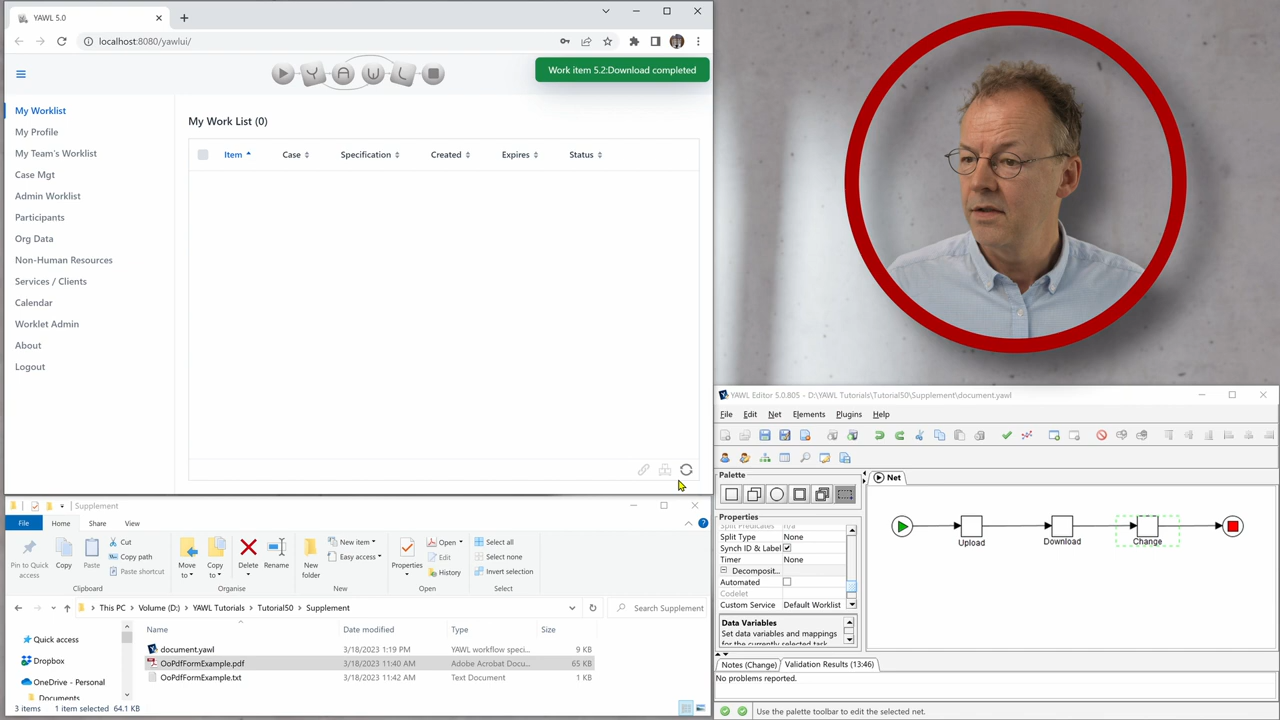 YAWL 5.0
localhost:8080/yawlui/
Y A W L
Work item 5.2:Download completed
My Worklist
My Profile
My Team's Worklist
Case Mgt
Admin Worklist
Participants
Org Data
Non-Human Resources
Services / Clients
Calendar
Worklet Admin
About
Logout
My Work List (0)
Item Case Specification Created Expires Status
Supplement
File Home Share View
Pin to Quick access
Copy
Paste
Cut
Copy path
Paste shortcut
Clipboard
Move to
Copy to
Delete
Rename
Organise
New folder
New item
Easy access
New
Properties
Open
Edit
History
Open
Select all
Select none
Invert selection
Select
This PC Volume (D:) YAWL Tutorials Tutorial50 Supplement
Search Supplement
Quick access
Dropbox
OneDrive - Personal
Documents
Name Date modified Type Size
document.yawl 3/18/2023 1:19 PM YAWL workflow speci... 9 KB
OoPdfFormExample.pdf 3/18/2023 11:40 AM Adobe Acrobat Docu... 65 KB
OoPdfFormExample.txt 3/18/2023 11:42 AM Text Document 1 KB
3 items 1 item selected 64.1 KB
YAWL Editor 5.0.805 - D:\YAWL Tutorials\Tutorial50\Supplement\document.yawl
File Edit Net Elements Plugins Help
Palette
Properties
Split Predicates n/a
Split Type None
Synch ID & Label
Timer None
Decomposit...
Automated
Codelet
Custom Service Default Worklist
Data Variables
Set data variables and mappings
for the currently selected task
Net
Upload
Download
Change
Notes (Change) Validation Results (13:46)
No problems reported.
Use the palette toolbar to edit the selected net.